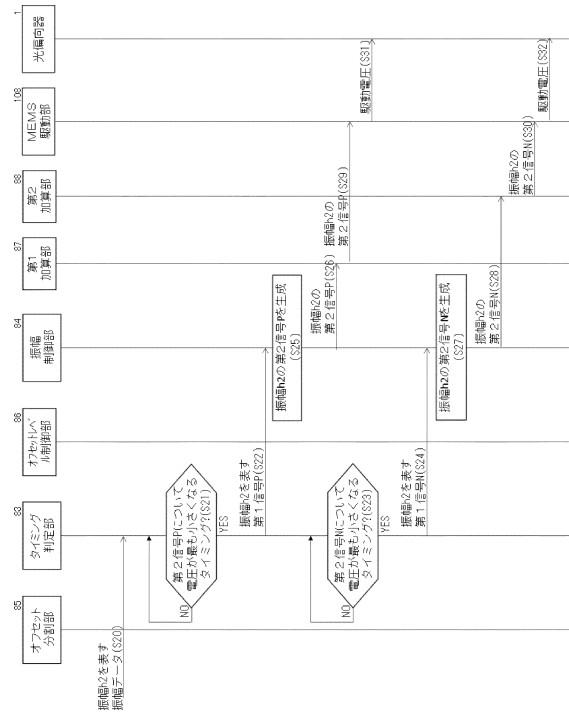 85
オフセット
分割部
83
タイミング
判定部
86
オフセットレベ
ル制御部
84
振幅
制御部
87
第1
加算部
88
第2
加算部
108
MEMS
駆動部
1
光偏向器
振幅h2を表す
振幅データ(S20)
第2信号Pについて
電圧が最も小さくなる
タイミング?(S21)
NO
YES
振幅h2を表す
第1信号P(S22)
振幅h2の第2信号Pを生成
(S25)
振幅h2の
第2信号P(S26)
振幅h2の
第2信号P(S29)
駆動電圧(S31)
第2信号Nについて
電圧が最も小さくなる
タイミング?(S23)
NO
YES
振幅h2を表す
第1信号N(S24)
振幅h2の第2信号Nを生成
(S27)
振幅h2の
第2信号N(S28)
振幅h2の
第2信号N(S30)
駆動電圧(S32)